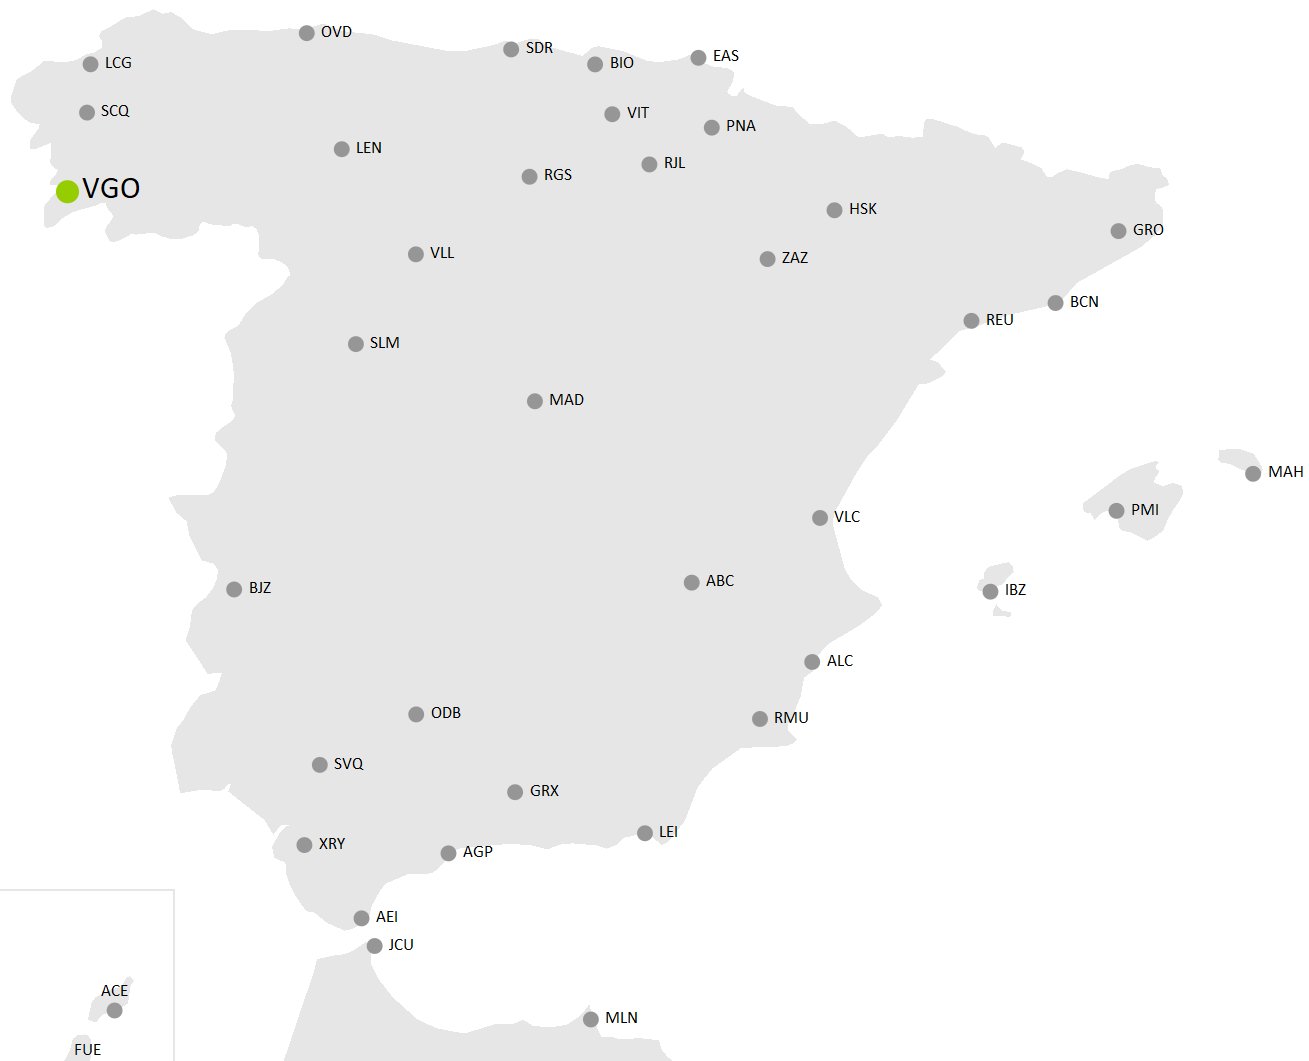 OVD
SDR
EAS
LCG
BIO
SCQ
VIT
PNA
LEN
RJL
RGS
VGO
HSK
GRO
VLL
ZAZ
BCN
REU
SLM
MAD
MAH
PMI
VLC
ABC
BJZ
IBZ
ALC
ODB
RMU
SVQ
GRX
LEI
XRY
AGP
AEI
JCU
ACE
MLN
FUE